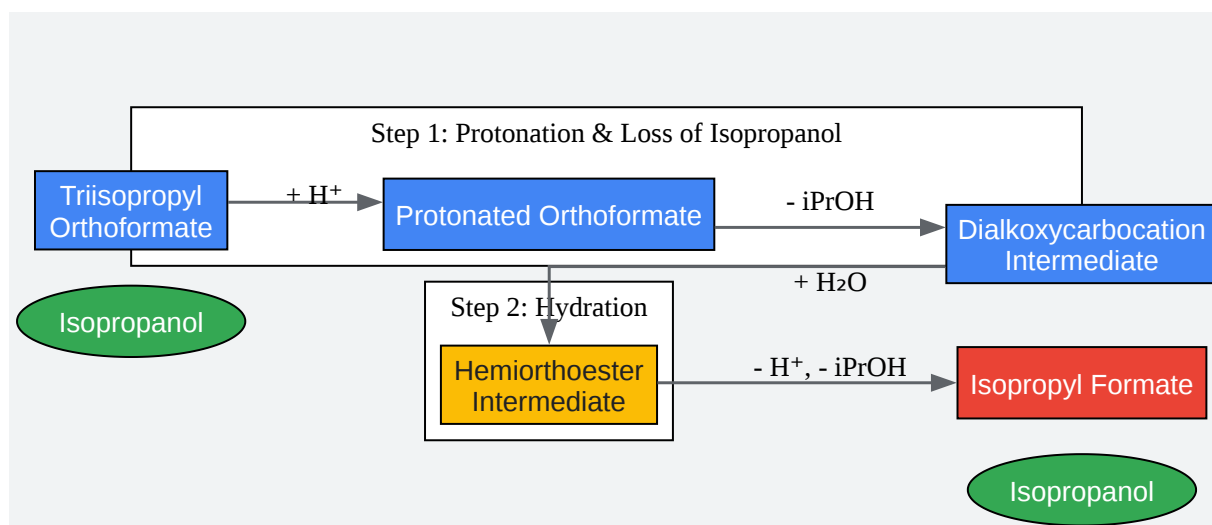 Step 1: Protonation & Loss of Isopropanol
Triisopropyl
Orthoformate
+ H⁺
Protonated Orthoformate
- iPrOH
Dialkoxycarbocation
Intermediate
+ H₂O
Isopropanol
Step 2: Hydration
Hemiorthoester
Intermediate
- H⁺, - iPrOH
Isopropyl Formate
Isopropanol